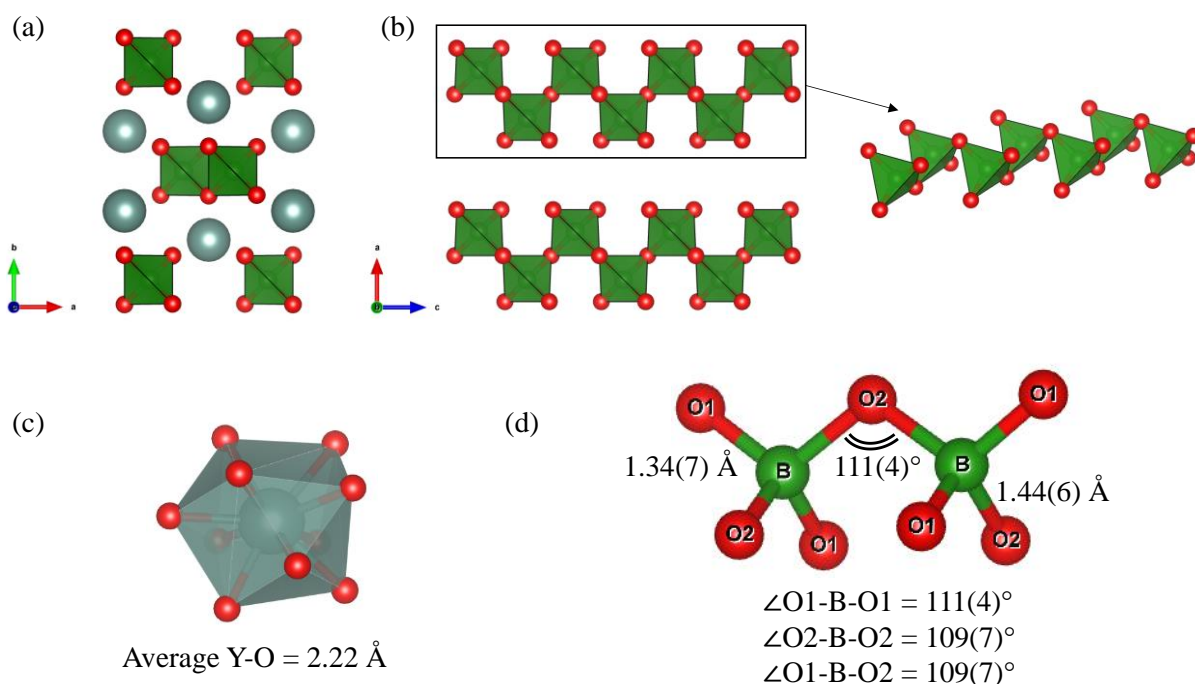 (a)
b
c
a
(b)
a
b
c
(c)
Average Y-O = 2.22 Å
(d)
O1
O2
O1
1.34(7) Å
B
111(4)°
B
1.44(6) Å
O2
O1
O1
O2
∠O1-B-O1 = 111(4)°
∠O2-B-O2 = 109(7)°
∠O1-B-O2 = 109(7)°